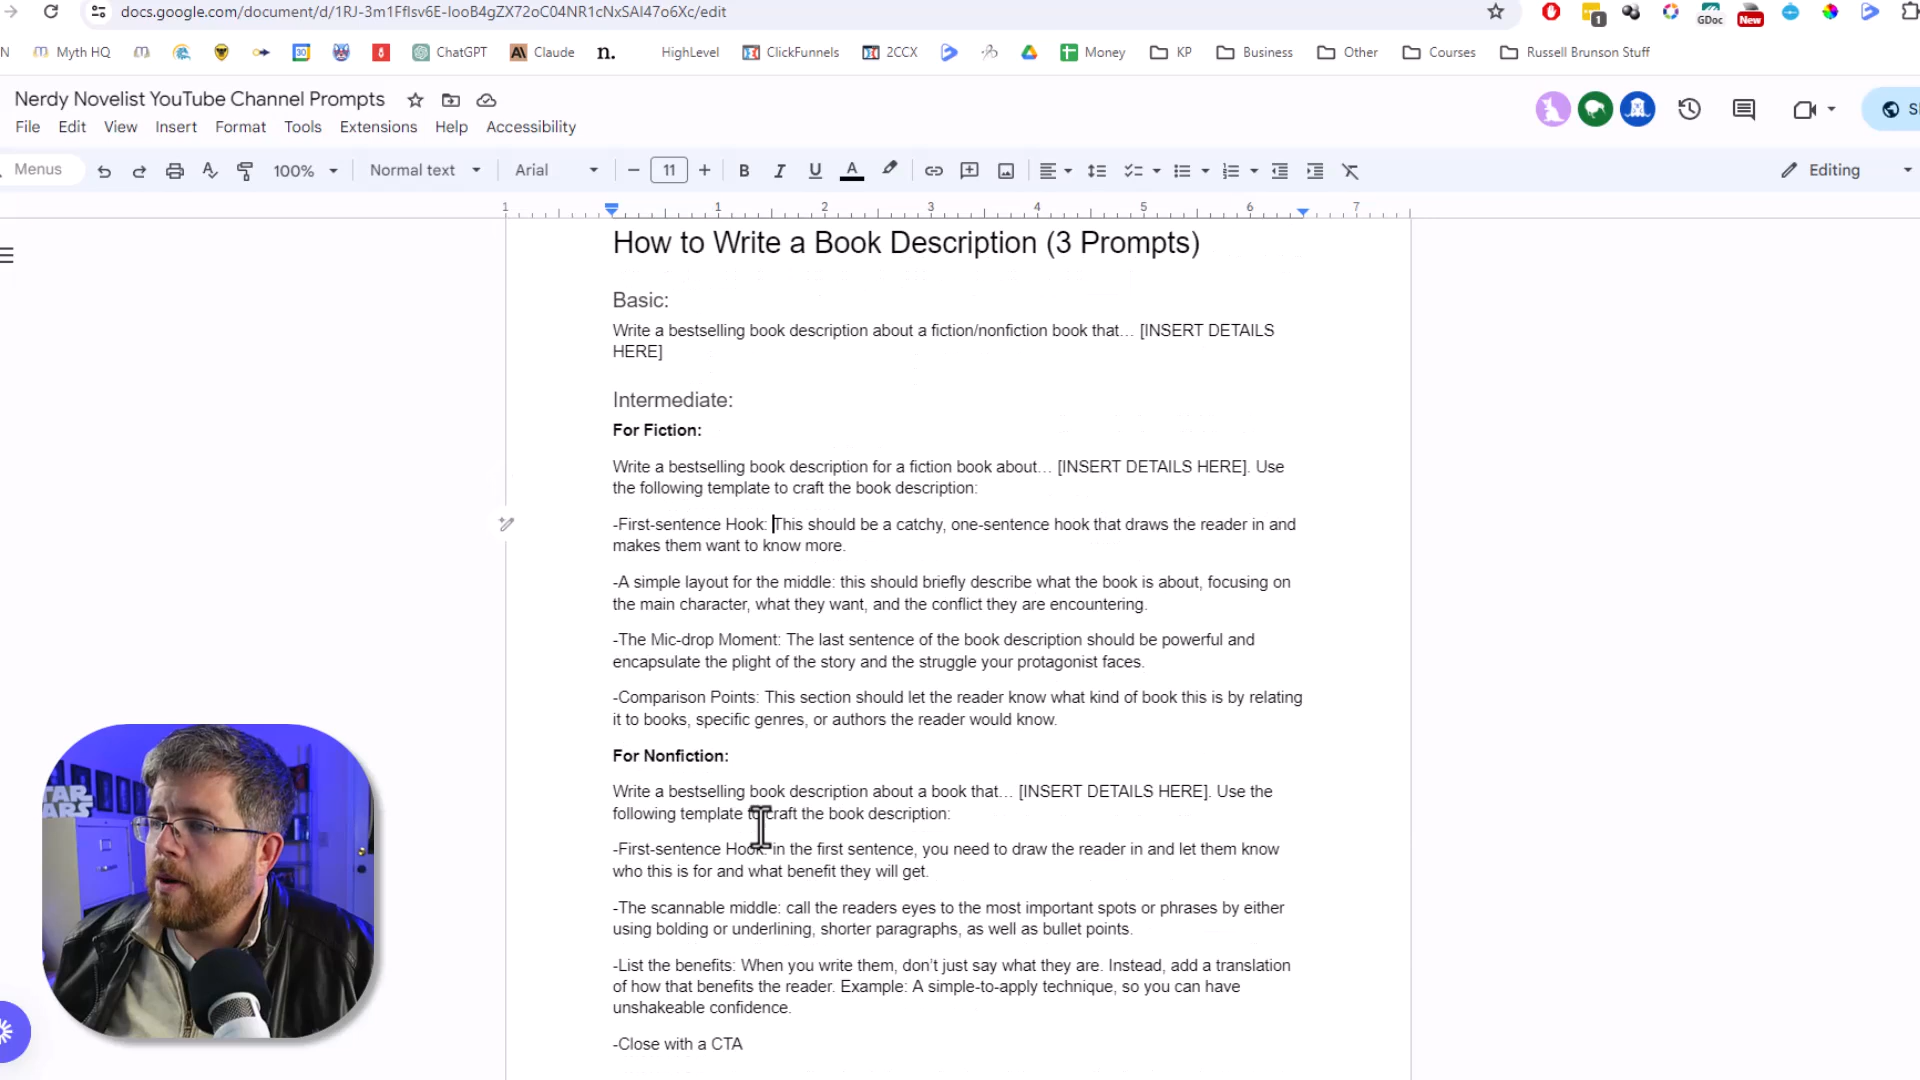 docs.google.com/document/d/1RJ-3m1FfIsv6E-IooB4gZX72oC04NR1cNxSAI47o6Xc/edit
1
GDoc
New
N
Myth HQ
ChatGPT
Claude
n.
HighLevel
ClickFunnels
2CCX
Money
KP
Business
Other
Courses
Russell Brunson Stuff
Nerdy Novelist YouTube Channel Prompts
File Edit View Insert Format Tools Extensions Help Accessibility
Menus 100% Normal text Arial 11 B I U A Editing
1 1 2 3 4 5 6 7
How to Write a Book Description (3 Prompts)
Basic:
Write a bestselling book description about a fiction/nonfiction book that… [INSERT DETAILS
HERE]
Intermediate:
For Fiction:
Write a bestselling book description for a fiction book about… [INSERT DETAILS HERE]. Use
the following template to craft the book description:
-First-sentence Hook: This should be a catchy, one-sentence hook that draws the reader in and
makes them want to know more.
-A simple layout for the middle: this should briefly describe what the book is about, focusing on
the main character, what they want, and the conflict they are encountering.
-The Mic-drop Moment: The last sentence of the book description should be powerful and
encapsulate the plight of the story and the struggle your protagonist faces.
-Comparison Points: This section should let the reader know what kind of book this is by relating
it to books, specific genres, or authors the reader would know.
For Nonfiction:
Write a bestselling book description about a book that… [INSERT DETAILS HERE]. Use the
following template to craft the book description:
-First-sentence Hook: in the first sentence, you need to draw the reader in and let them know
who this is for and what benefit they will get.
-The scannable middle: call the readers eyes to the most important spots or phrases by either
using bolding or underlining, shorter paragraphs, as well as bullet points.
-List the benefits: When you write them, don't just say what they are. Instead, add a translation
of how that benefits the reader. Example: A simple-to-apply technique, so you can have
unshakeable confidence.
-Close with a CTA
STAR
WARS